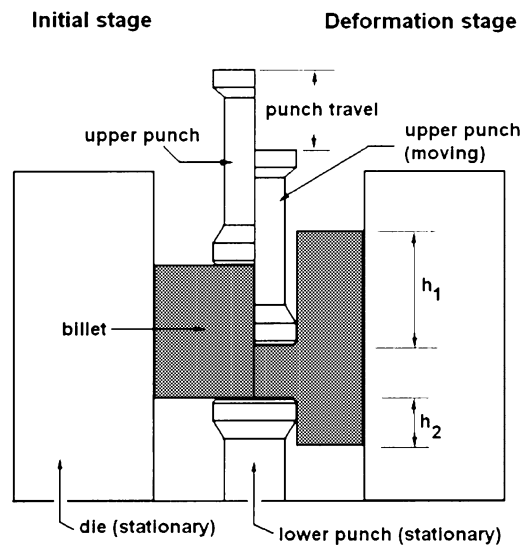 Initial stage
Deformation stage
punch travel
upper punch
upper punch
(moving)
billet
h1
h2
die (stationary)
lower punch (stationary)